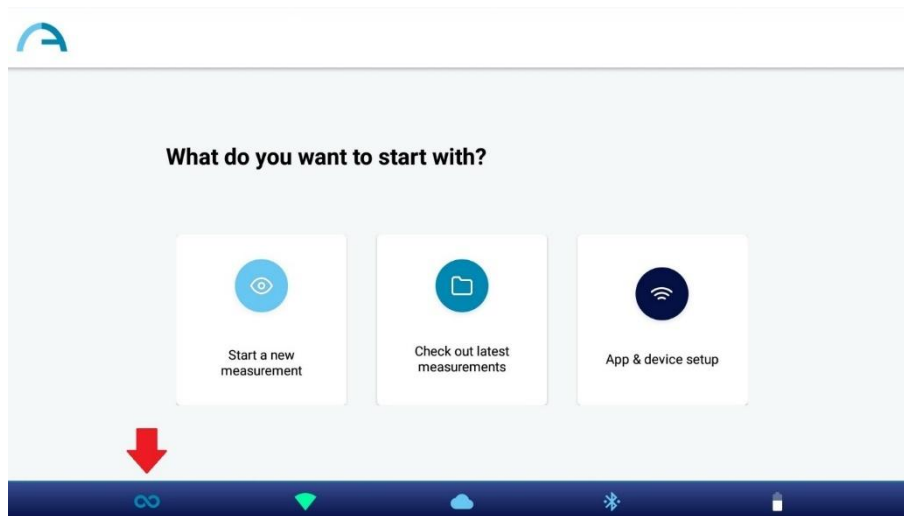 What do you want to start with?
Start a new
measurement
Check out latest
measurements
App & device setup